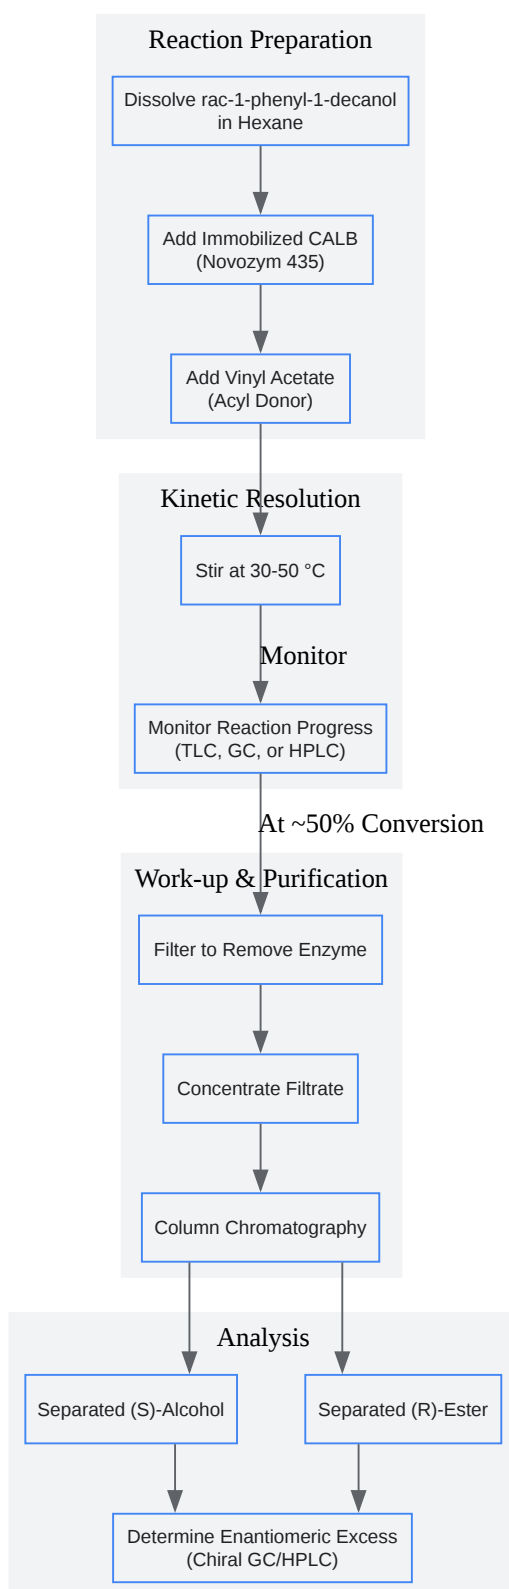 Reaction Preparation
Dissolve rac-1-phenyl-1-decanol
in Hexane
Add Immobilized CALB
(Novozym 435)
Add Vinyl Acetate
(Acyl Donor)
Kinetic Resolution
Stir at 30-50 °C
Monitor
Monitor Reaction Progress
(TLC, GC, or HPLC)
At ~50% Conversion
Work-up & Purification
Filter to Remove Enzyme
Concentrate Filtrate
Column Chromatography
Analysis
Separated (S)-Alcohol
Separated (R)-Ester
Determine Enantiomeric Excess
(Chiral GC/HPLC)